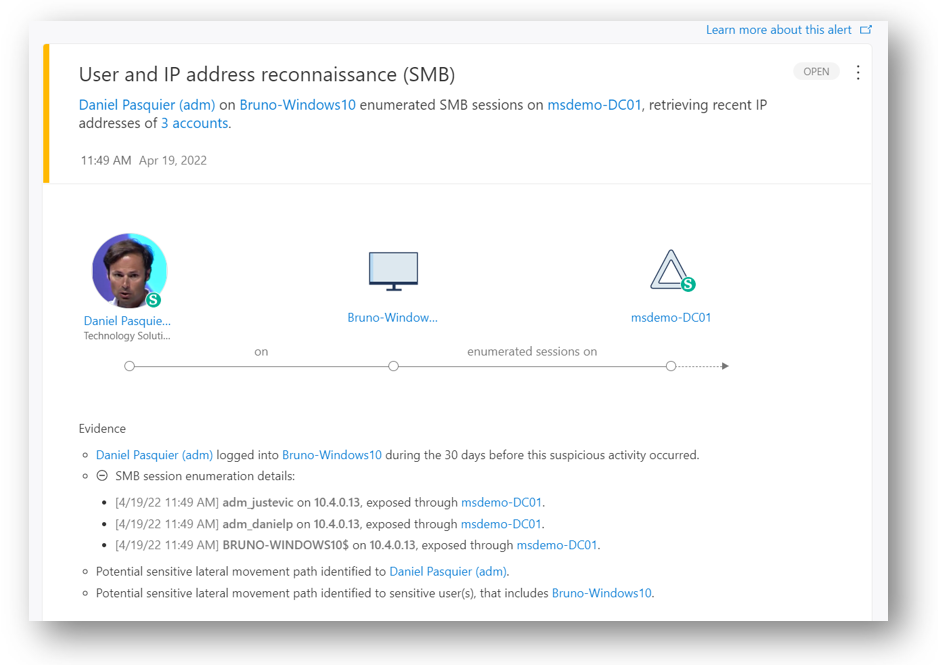 Learn more about this alert
User and IP address reconnaissance (SMB)
OPEN
Daniel Pasquier (adm) on Bruno-Windows10 enumerated SMB sessions on msdemo-DC01, retrieving recent IP
addresses of 3 accounts.
11:49 AM Apr 19, 2022
S
S
Daniel Pasquie...
Technology Soluti...
Bruno-Window...
msdemo-DC01
on
enumerated sessions on
Evidence
Daniel Pasquier (adm) logged into Bruno-Windows10 during the 30 days before this suspicious activity occurred.
SMB session enumeration details:
[4/19/22 11:49 AM] adm_justevic on 10.4.0.13, exposed through msdemo-DC01.
[4/19/22 11:49 AM] adm_danielp on 10.4.0.13, exposed through msdemo-DC01.
[4/19/22 11:49 AM] BRUNO-WINDOWS10$ on 10.4.0.13, exposed through msdemo-DC01.
Potential sensitive lateral movement path identified to Daniel Pasquier (adm).
Potential sensitive lateral movement path identified to sensitive user(s), that includes Bruno-Windows10.